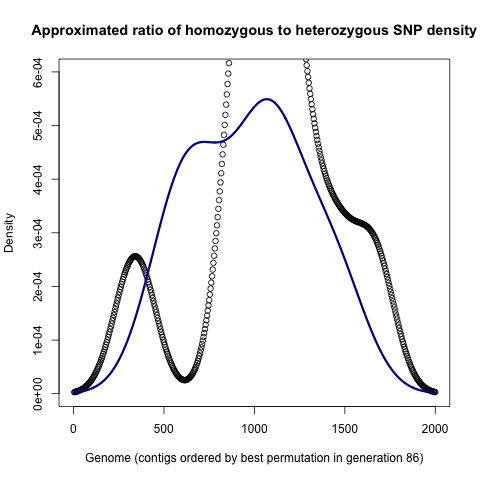 Approximated ratio of homozygous to heterozygous SNP density
Density
6e-04
5e-04
4e-04
3e-04
2e-04
1e-04
0e+00
0 500 1000 1500 2000
Genome (contigs ordered by best permutation in generation 86)